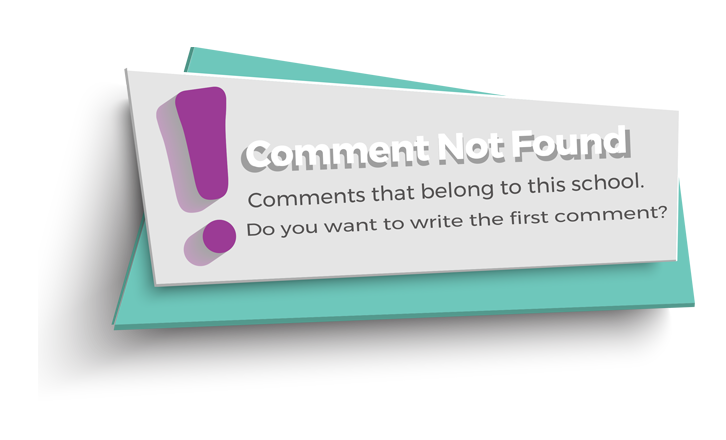 Comment Not Found
Comments that belong to this school.
Do you want to write the first comment?